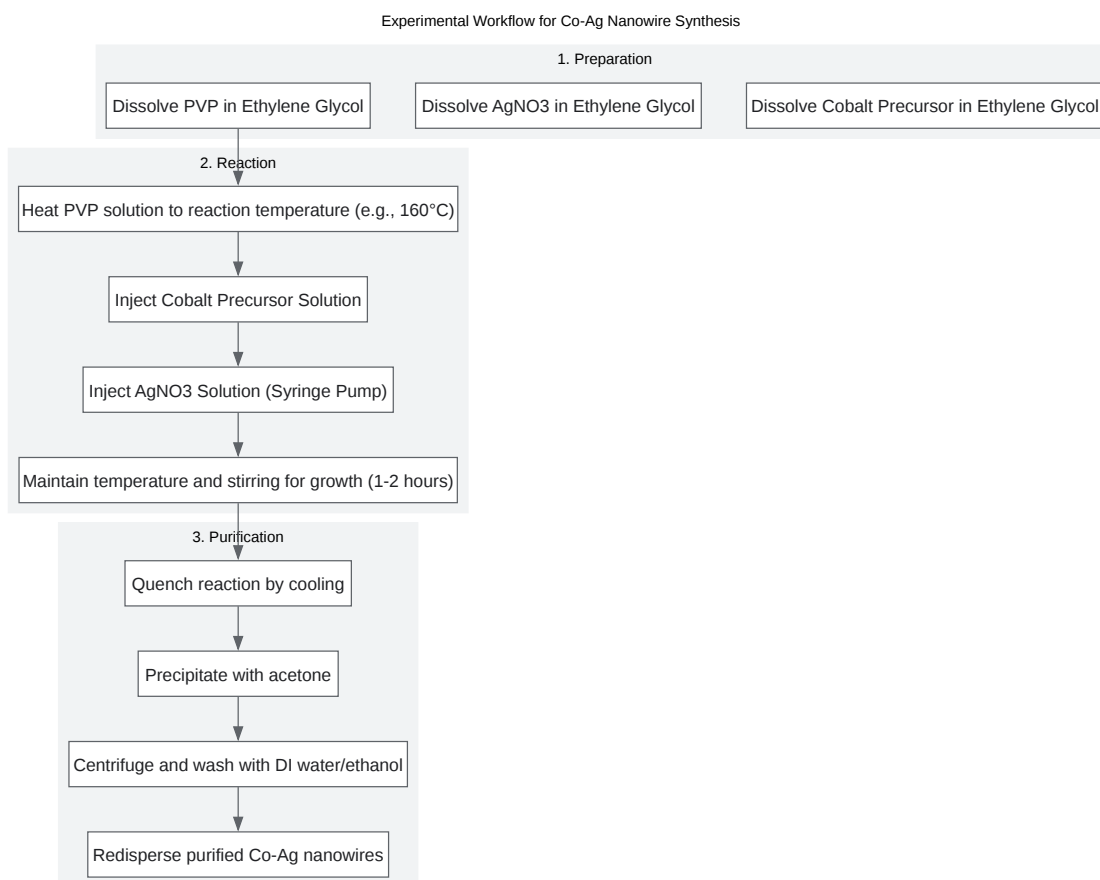 Experimental Workflow for Co-Ag Nanowire Synthesis
1. Preparation
Dissolve PVP in Ethylene Glycol
Dissolve AgNO3 in Ethylene Glycol
Dissolve Cobalt Precursor in Ethylene Glycol
2. Reaction
Heat PVP solution to reaction temperature (e.g., 160°C)
Inject Cobalt Precursor Solution
Inject AgNO3 Solution (Syringe Pump)
Maintain temperature and stirring for growth (1-2 hours)
3. Purification
Quench reaction by cooling
Precipitate with acetone
Centrifuge and wash with DI water/ethanol
Redisperse purified Co-Ag nanowires